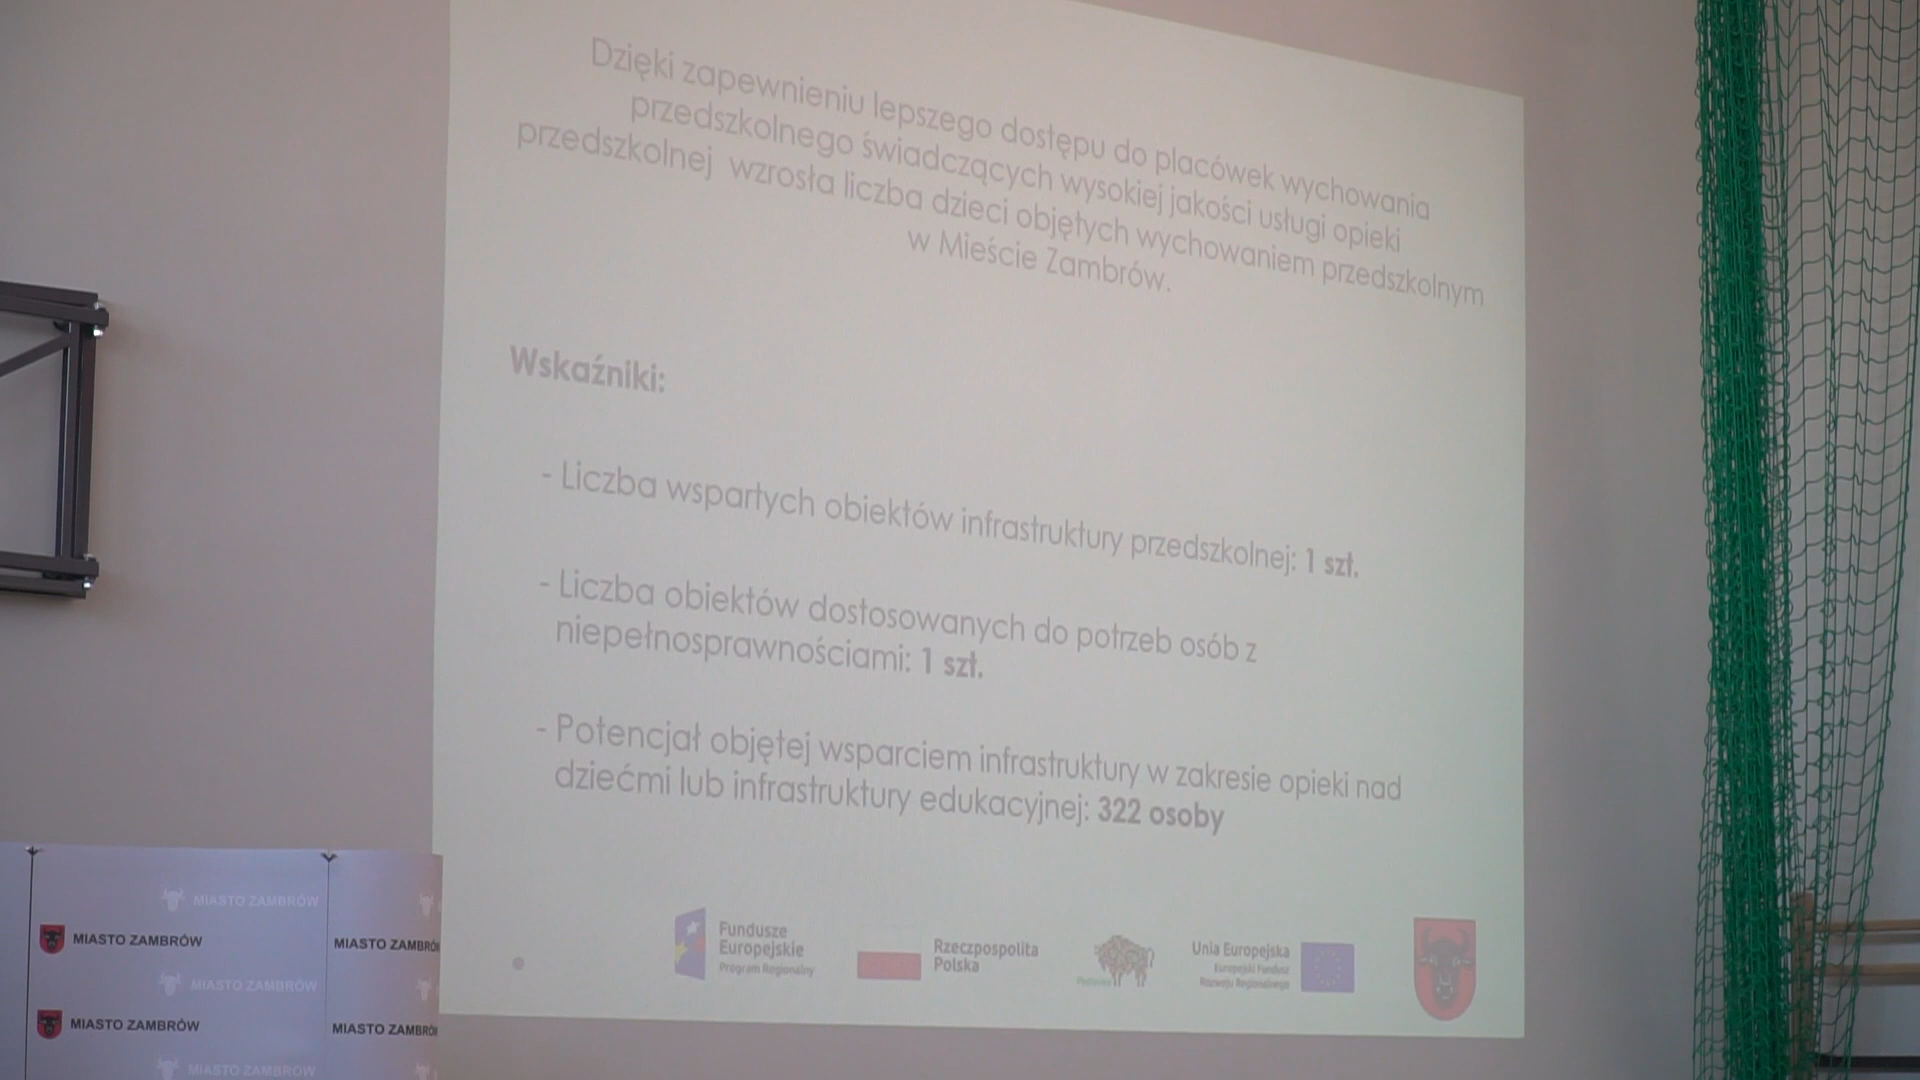 Dzięki zapewnieniu lepszego dostępu do placówek wychowania
przedszkolnego świadczących wysokiej jakości usługi opieki
przedszkolnej wzrosła liczba dzieci objętych wychowaniem przedszkolnym
w Mieście Zambrów.
Wskaźniki:
- Liczba wspartych obiektów infrastruktury przedszkolnej: 1 szt.
- Liczba obiektów dostosowanych do potrzeb osób z
niepełnosprawnościami: 1 szt.
- Potencjał objętej wsparciem infrastruktury w zakresie opieki nad
dziećmi lub infrastruktury edukacyjnej: 322 osoby
Fundusze
Europejskie
Program Regionalny
Rzeczpospolita
Polska
Unia Europejska
Europejski Fundusz
Rozwoju Regionalnego
MIASTO ZAMBRÓW
MIASTO ZAMBRÓW
MIASTO ZAMBRÓ
MIASTO ZAMBRÓW
MIASTO ZAMBRÓW
MIASTO ZAMBRÓ
MIASTO ZAMBRÓW